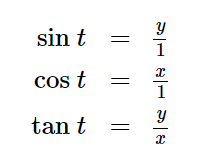 sin t = y/1
cos t = x/1
tan t = y/x